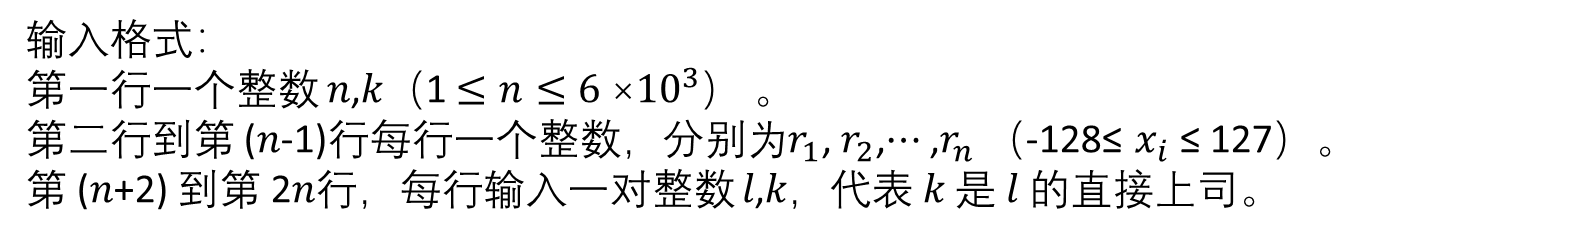 输入格式：
第一行一个整数 n,k（1 ≤ n ≤ 6 ×10³） 。
第二行到第 (n-1)行每行一个整数，分别为r₁, r₂,⋯ ,rₙ（-128≤ xᵢ ≤ 127）。
第 (n+2) 到第 2n行，每行输入一对整数 l,k，代表 k 是 l 的直接上司。